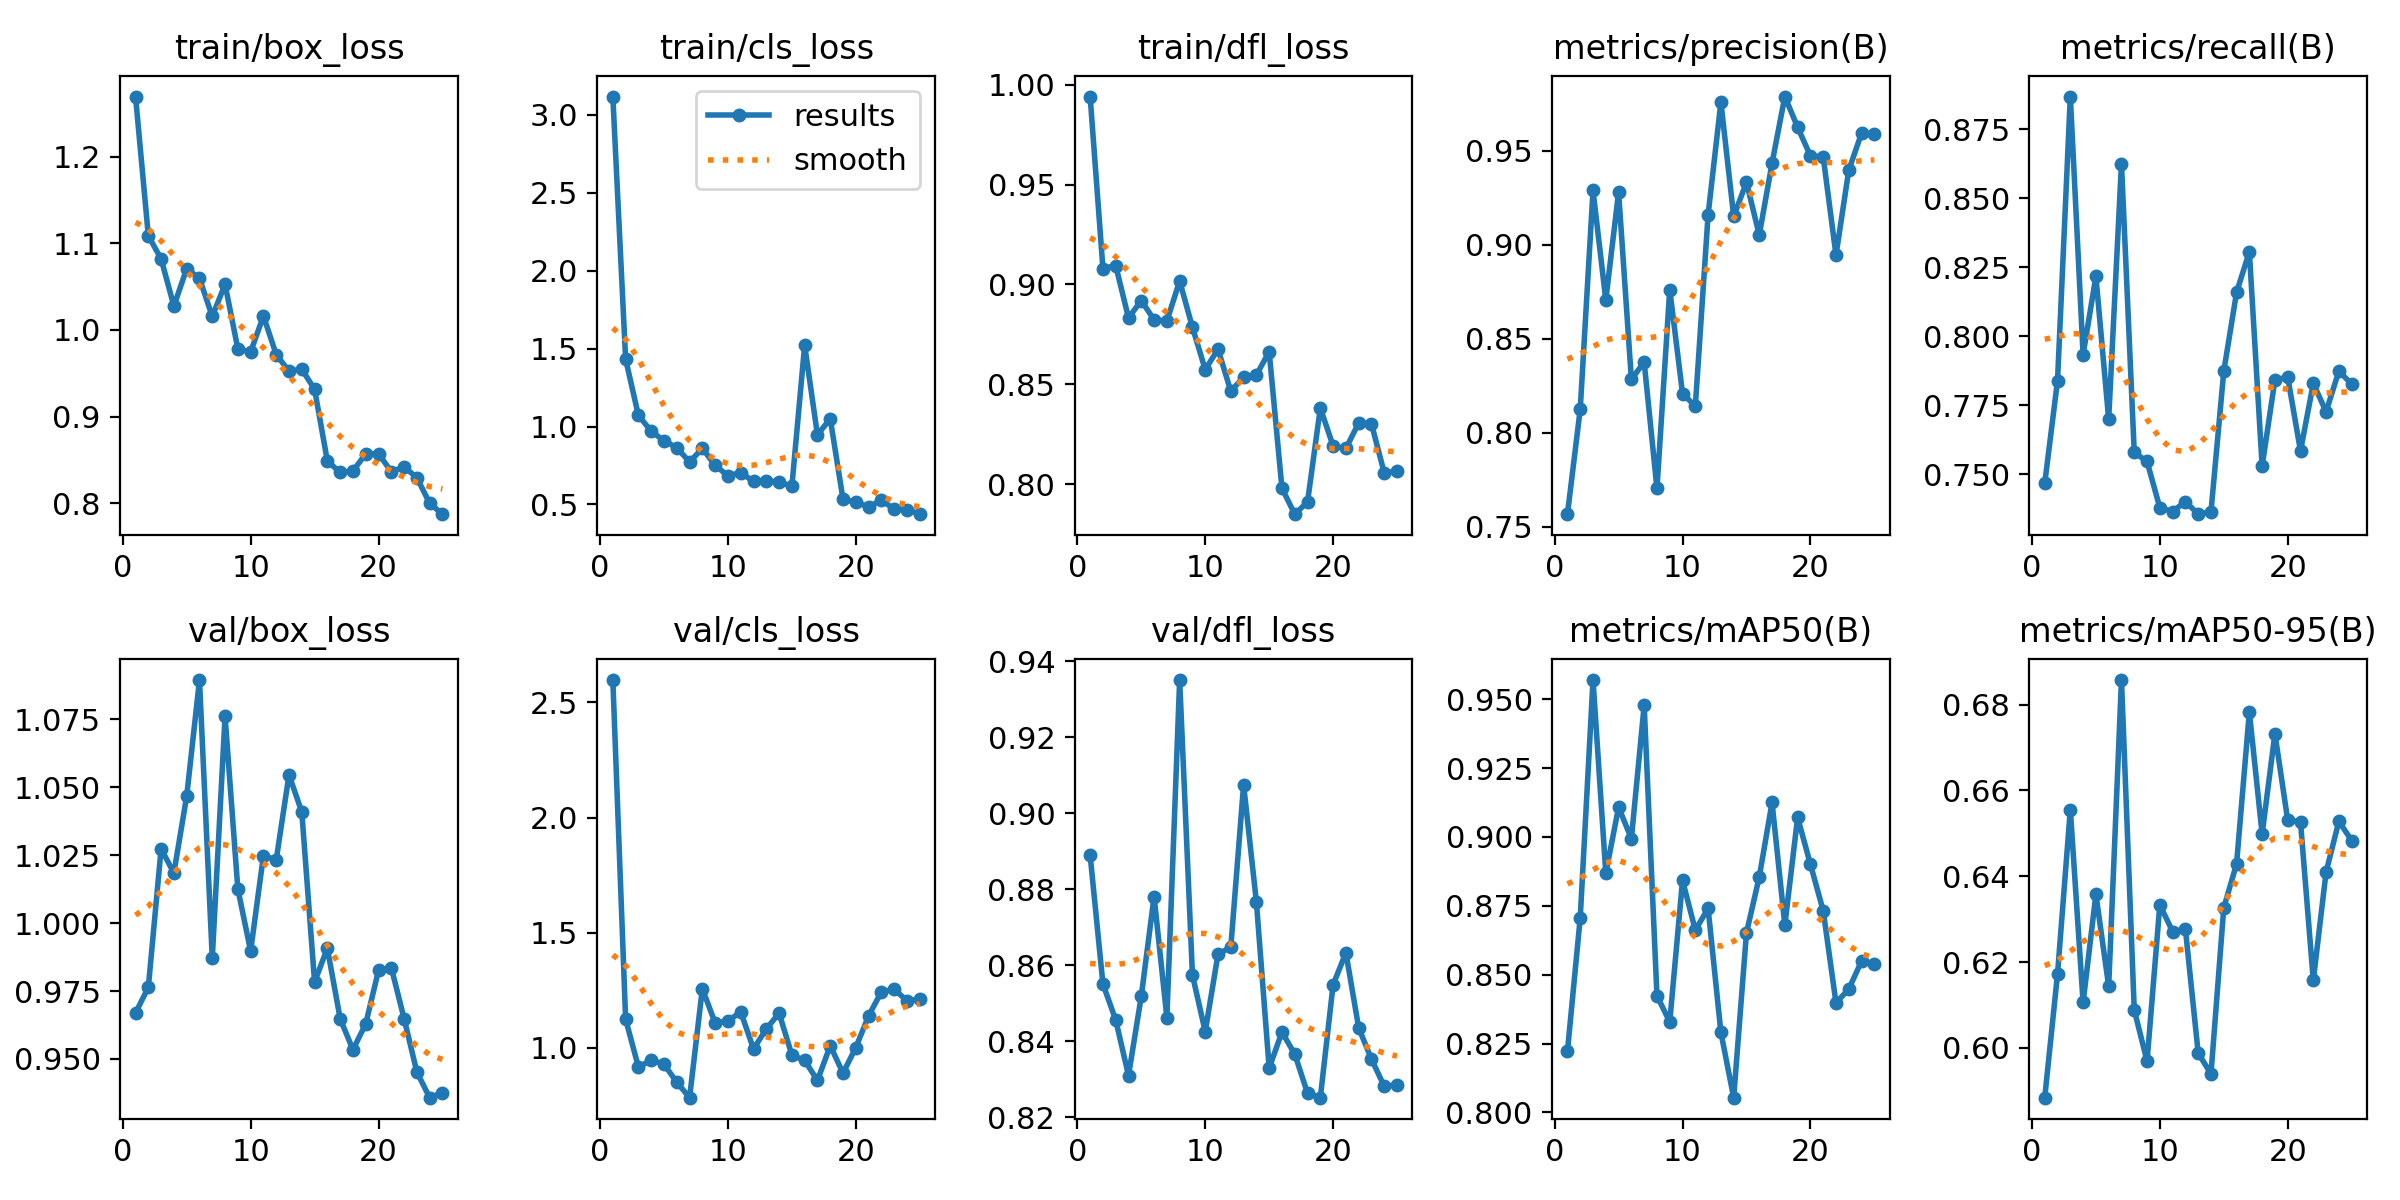 train/box_loss
1.2
1.1
1.0
0.9
0.8
0 10 20
train/cls_loss
results
smooth
3.0
2.5
2.0
1.5
1.0
0.5
0 10 20
train/dfl_loss
1.00
0.95
0.90
0.85
0.80
0 10 20
metrics/precision(B)
0.95
0.90
0.85
0.80
0.75
0 10 20
metrics/recall(B)
0.875
0.850
0.825
0.800
0.775
0.750
0 10 20
val/box_loss
1.075
1.050
1.025
1.000
0.975
0.950
0 10 20
val/cls_loss
2.5
2.0
1.5
1.0
0 10 20
val/dfl_loss
0.94
0.92
0.90
0.88
0.86
0.84
0.82
0 10 20
metrics/mAP50(B)
0.950
0.925
0.900
0.875
0.850
0.825
0.800
0 10 20
metrics/mAP50-95(B)
0.68
0.66
0.64
0.62
0.60
0 10 20